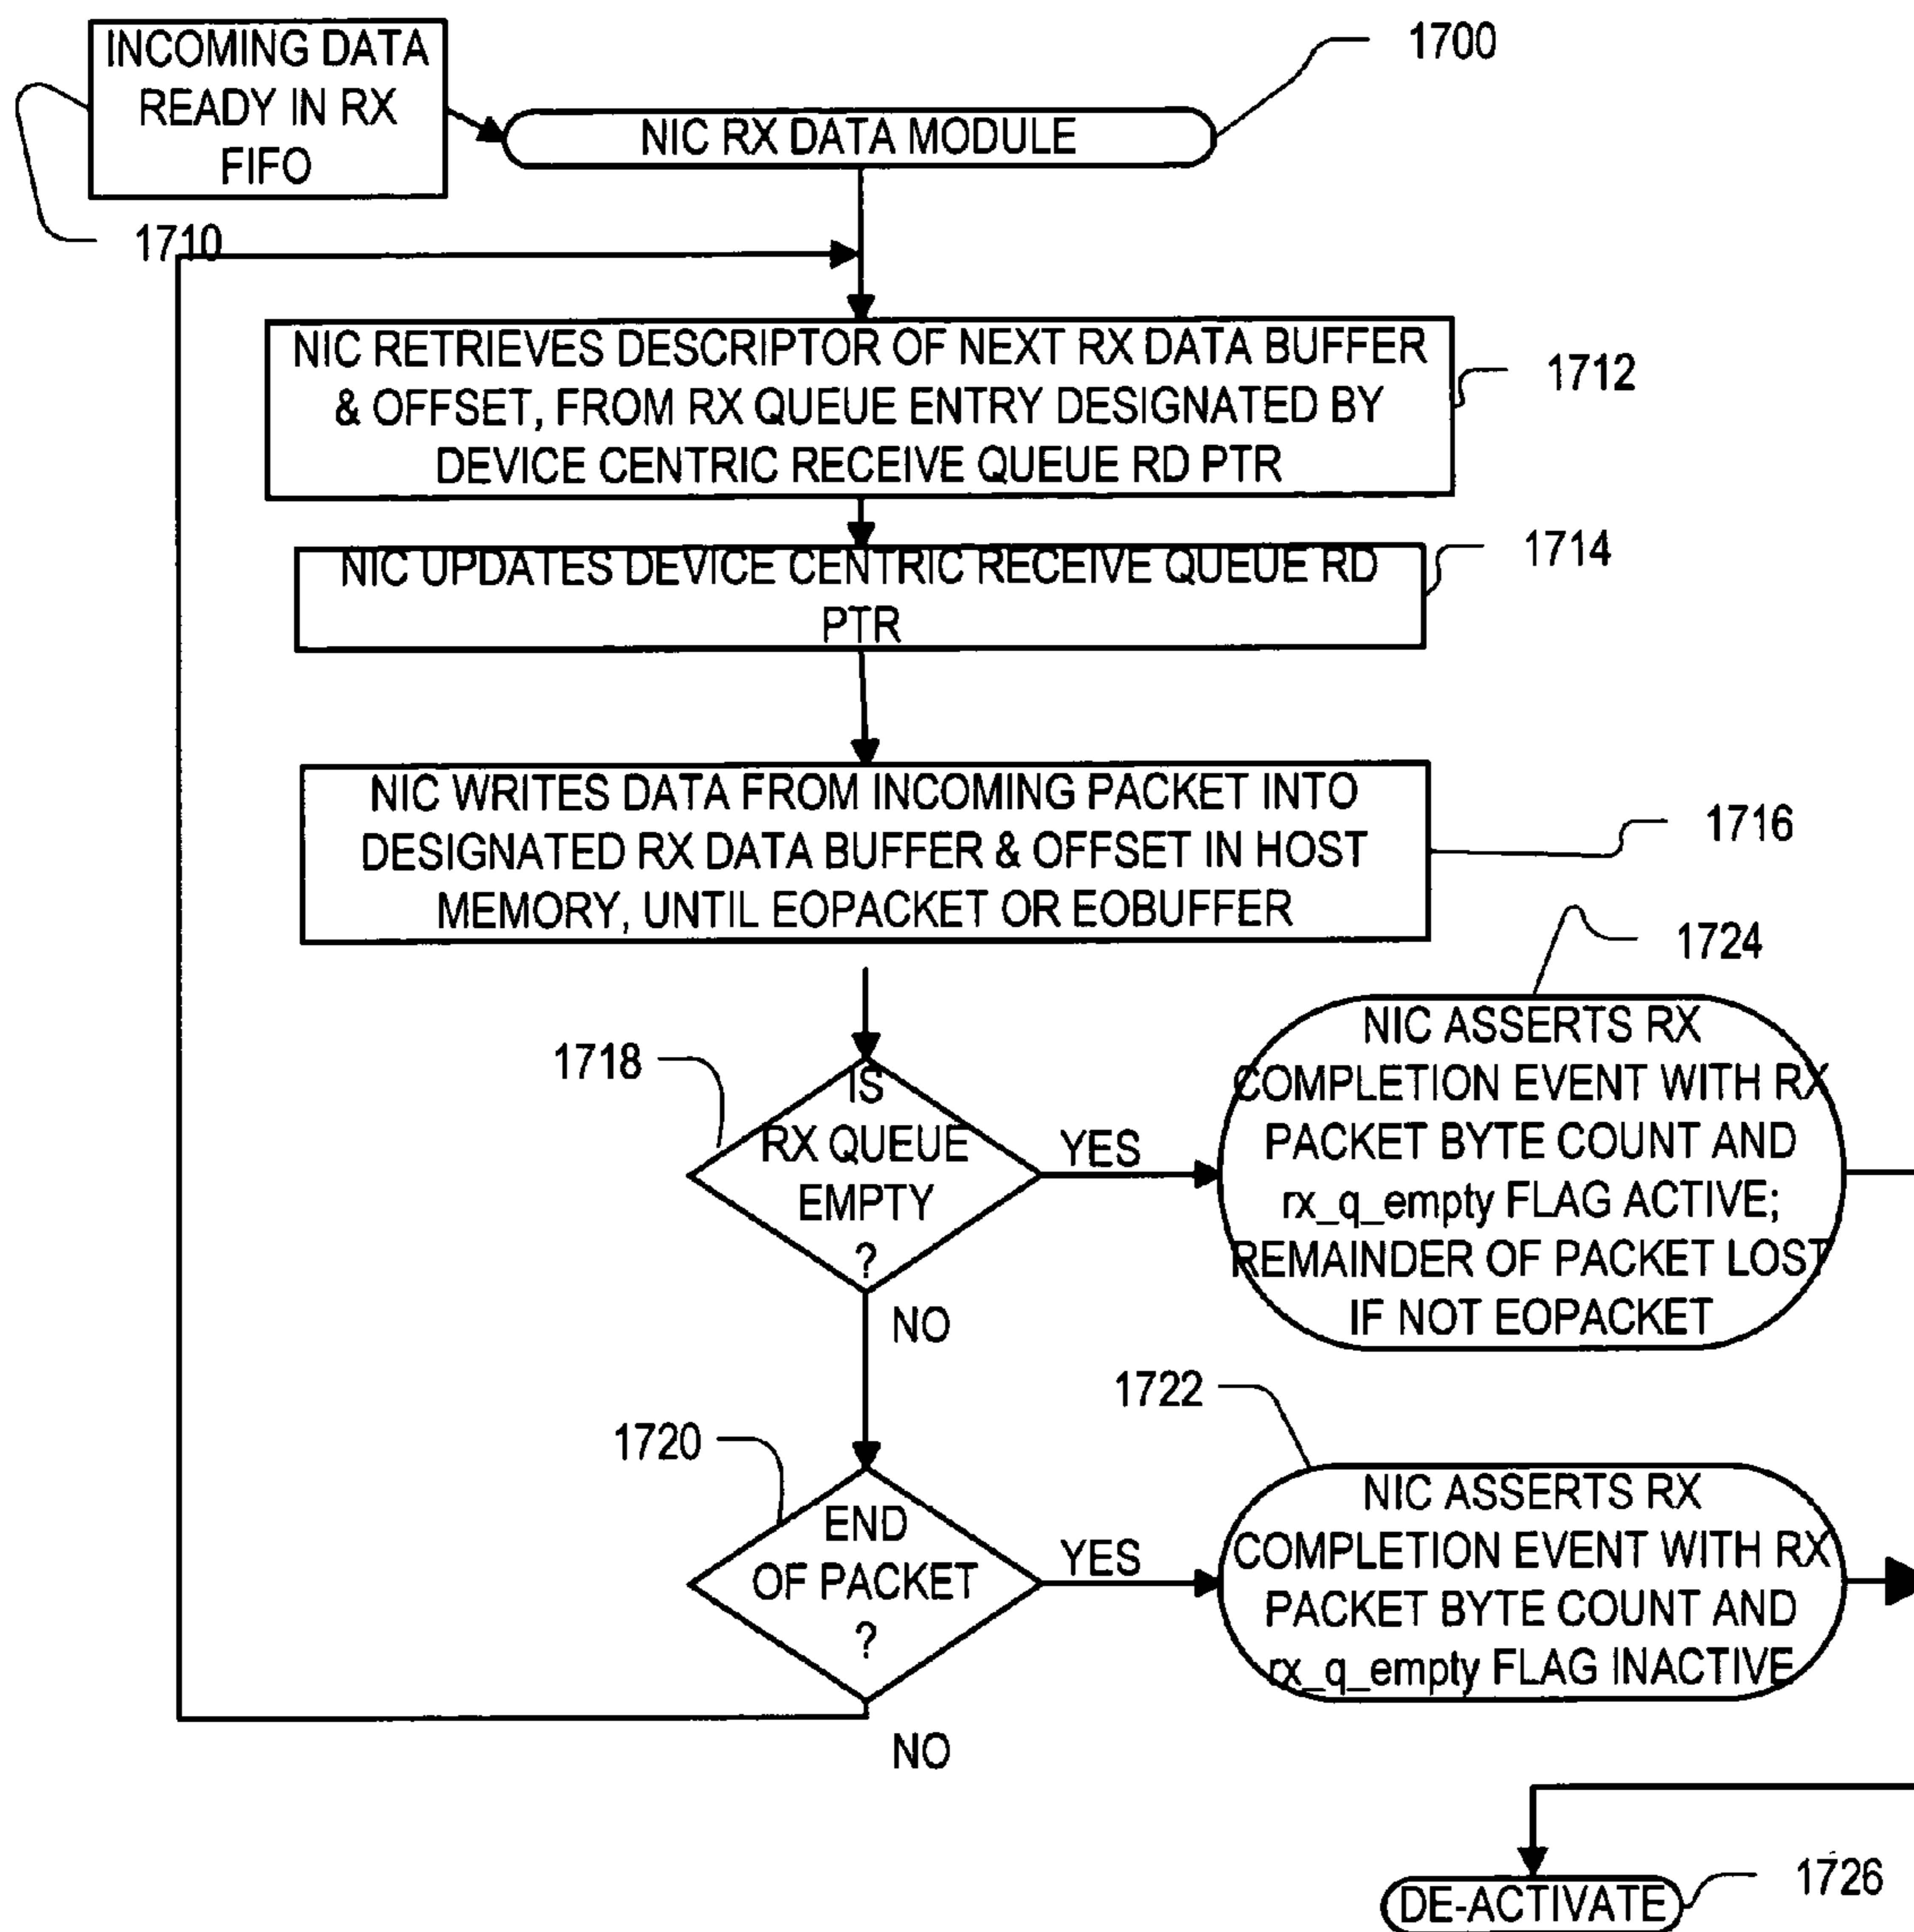 INCOMING DATA
READY IN RX
FIFO
1700
NIC RX DATA MODULE
1710
NIC RETRIEVES DESCRIPTOR OF NEXT RX DATA BUFFER
& OFFSET, FROM RX QUEUE ENTRY DESIGNATED BY
DEVICE CENTRIC RECEIVE QUEUE RD PTR
1712
NIC UPDATES DEVICE CENTRIC RECEIVE QUEUE RD
PTR
1714
NIC WRITES DATA FROM INCOMING PACKET INTO
DESIGNATED RX DATA BUFFER & OFFSET IN HOST
MEMORY, UNTIL EOPACKET OR EOBUFFER
1716
1718
IS
RX QUEUE
EMPTY
?
YES
NO
1724
NIC ASSERTS RX
COMPLETION EVENT WITH RX
PACKET BYTE COUNT AND
rx_q_empty FLAG ACTIVE;
REMAINDER OF PACKET LOST
IF NOT EOPACKET
1720
END
OF PACKET
?
YES
NO
1722
NIC ASSERTS RX
COMPLETION EVENT WITH RX
PACKET BYTE COUNT AND
rx_q_empty FLAG INACTIVE
DE-ACTIVATE
1726